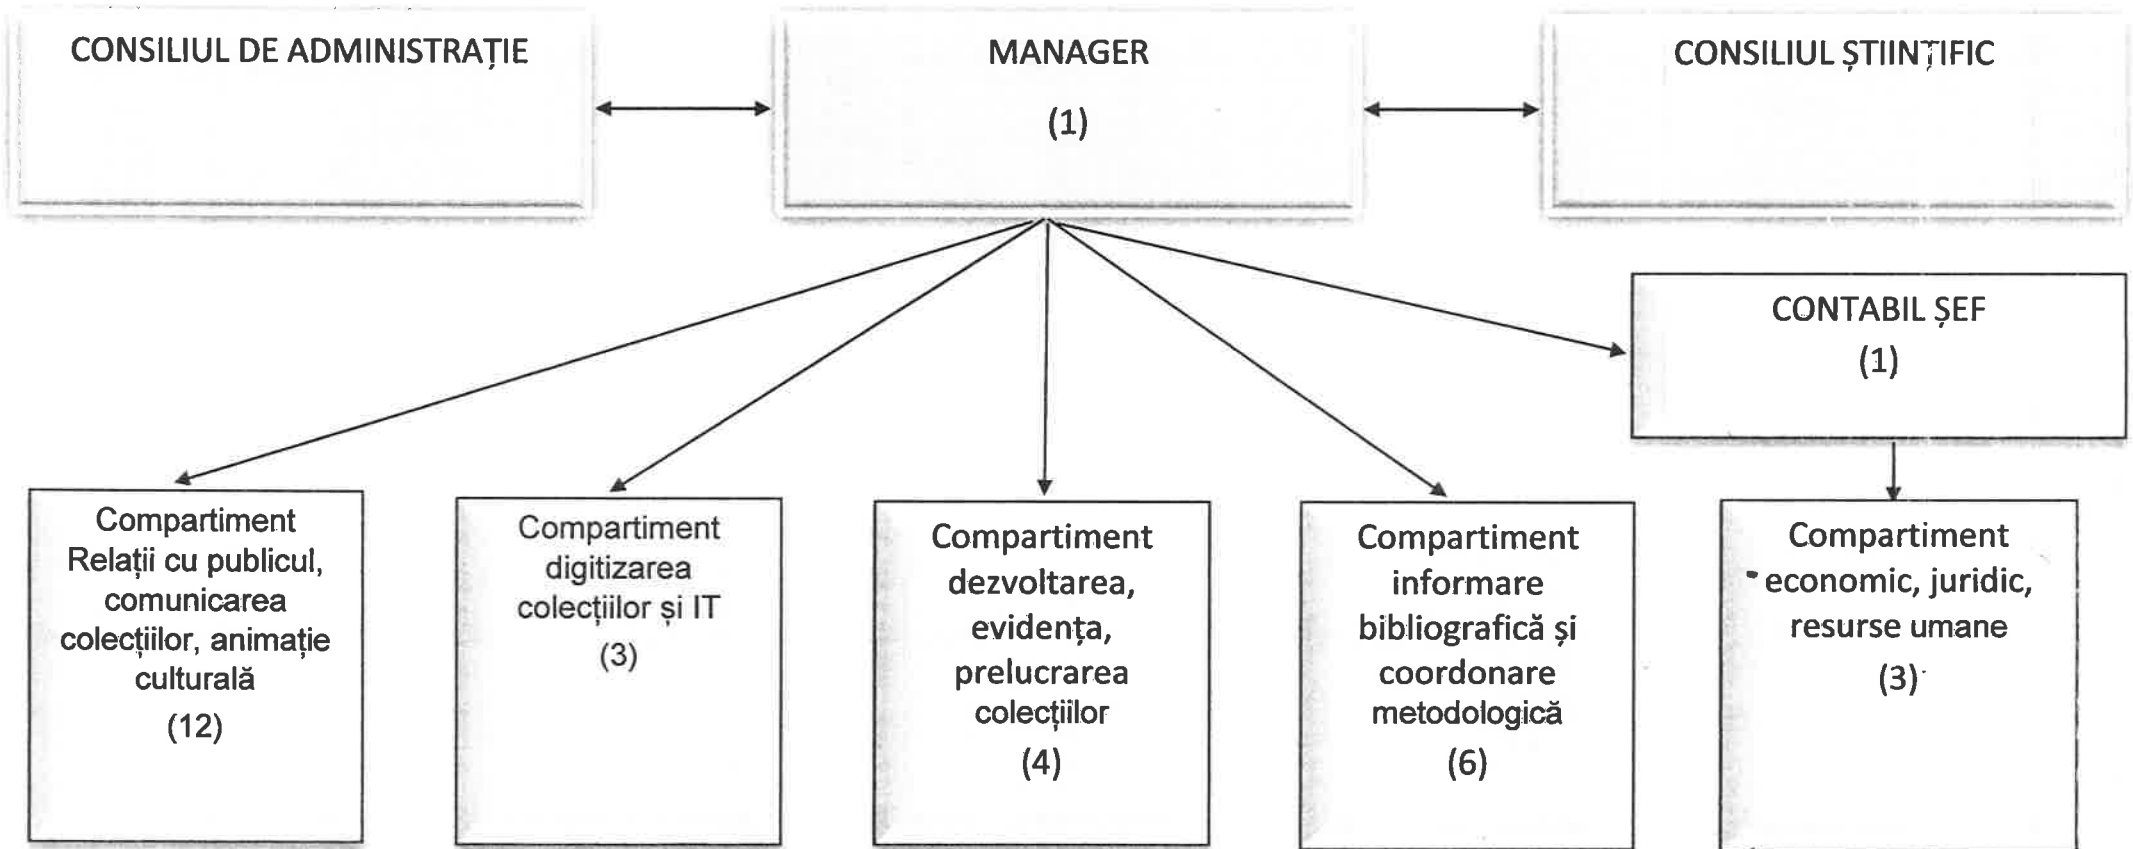 CONSILIUL DE ADMINISTRAȚIE
MANAGER
(1)
CONSILIUL ȘTIINȚIFIC
CONTABIL ȘEF
(1)
Compartiment
Relații cu publicul,
comunicarea
colecțiilor, animație
culturală
(12)
Compartiment
digitizarea
colecțiilor și IT
(3)
Compartiment
dezvoltarea,
evidența,
prelucrarea
colecțiilor
(4)
Compartiment
informare
bibliografică și
coordonare
metodologică
(6)
Compartiment
economic, juridic,
resurse umane
(3)